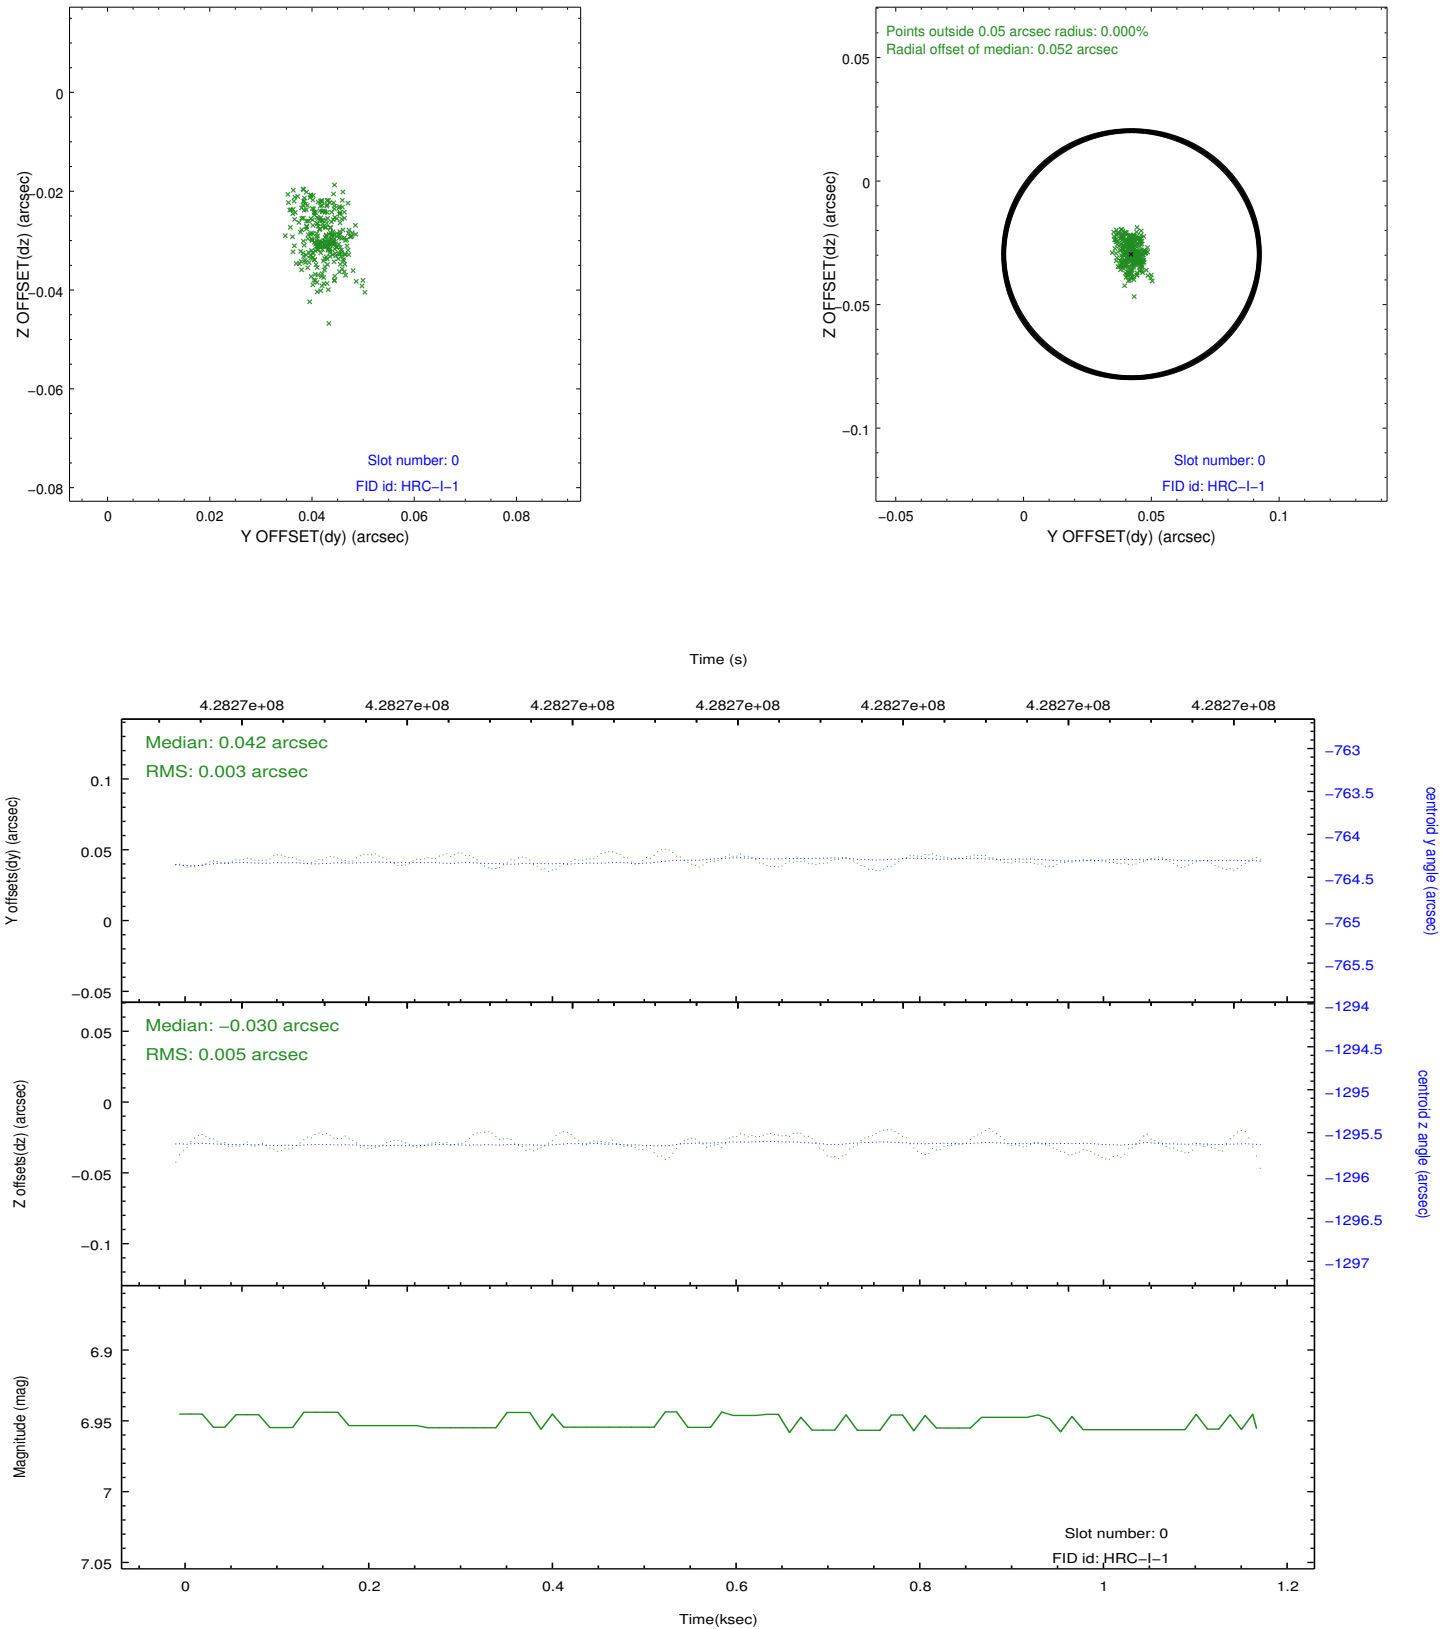 0
−0.02
−0.04
−0.06
−0.08
Z OFFSET(dz) (arcsec)
Slot number: 0
FID id: HRC−I−1
0 0.02 0.04 0.06 0.08
Y OFFSET(dy) (arcsec)
Points outside 0.05 arcsec radius: 0.000%
Radial offset of median: 0.052 arcsec
0.05
0
−0.05
−0.1
Z OFFSET(dz) (arcsec)
Slot number: 0
FID id: HRC−I−1
−0.05 0 0.05 0.1
Y OFFSET(dy) (arcsec)
Time (s)
4.2827e+08 4.2827e+08 4.2827e+08 4.2827e+08 4.2827e+08 4.2827e+08 4.2827e+08
Median: 0.042 arcsec
RMS: 0.003 arcsec
0.1
0.05
0
−0.05
Y offsets(dy) (arcsec)
−763
−763.5
−764
−764.5
−765
−765.5
centroid y angle (arcsec)
Median: −0.030 arcsec
RMS: 0.005 arcsec
0.05
0
−0.05
−0.1
Z offsets(dz) (arcsec)
−1294
−1294.5
−1295
−1295.5
−1296
−1296.5
−1297
centroid z angle (arcsec)
6.9
6.95
7
7.05
Magnitude (mag)
Slot number: 0
FID id: HRC−I−1
0 0.2 0.4 0.6 0.8 1 1.2
Time(ksec)